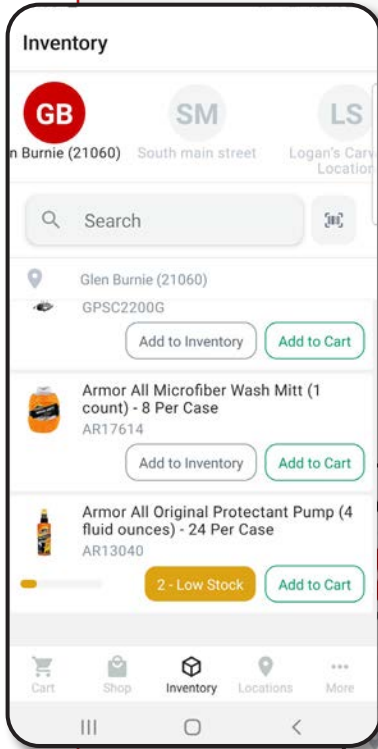 Inventory
GB
SM
LS
n Burnie (21060)
South main street
Logan's Carv
Location
Search
Glen Burnie (21060)
GPSC2200G
Add to Inventory
Add to Cart
Armor All Microfiber Wash Mitt (1
count) - 8 Per Case
AR17614
Add to Inventory
Add to Cart
Armor All Original Protectant Pump (4
fluid ounces) - 24 Per Case
AR13040
2 - Low Stock
Add to Cart
Cart
Shop
Inventory
Locations
More